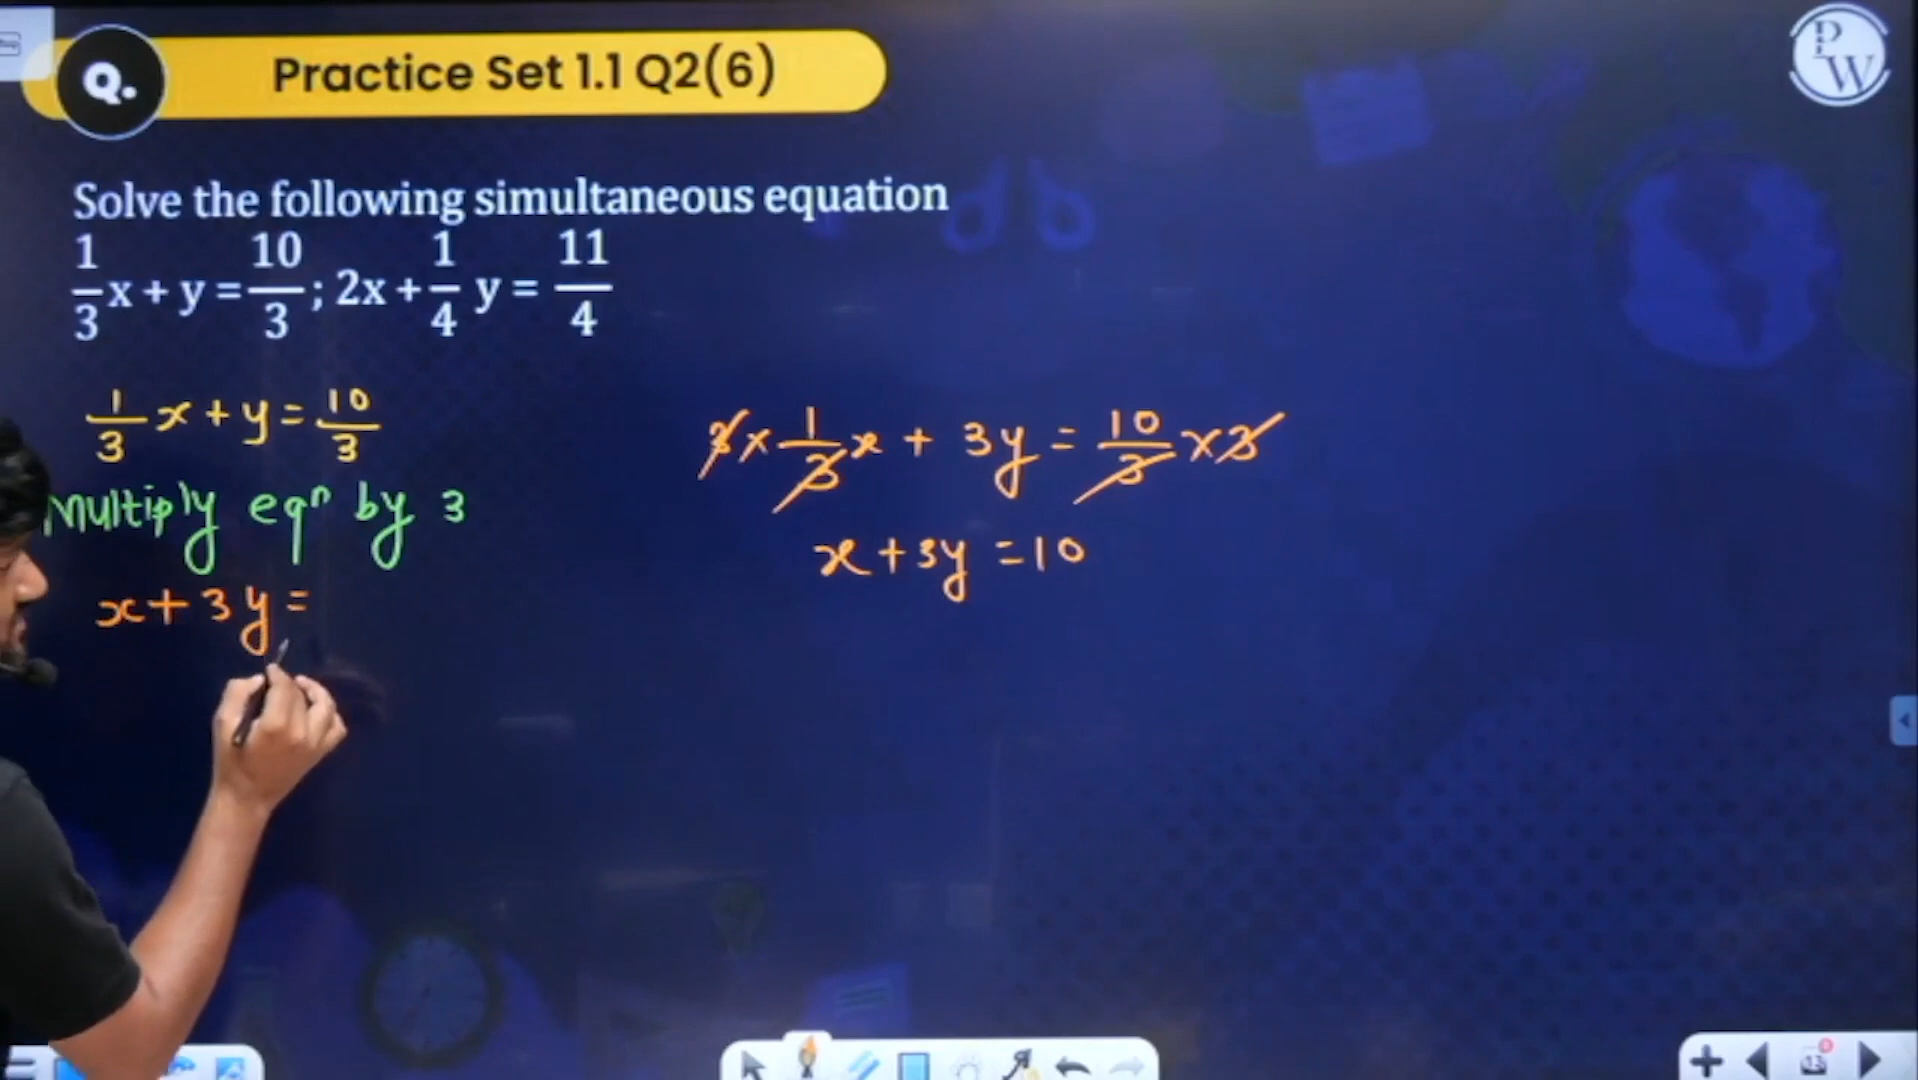 Q. Practice Set 1.1 Q2(6)
PW
Solve the following simultaneous equation
1/3 x + y = 10/3 ; 2x + 1/4 y = 11/4
1/3 x + y = 10/3
Multiply eqⁿ by 3
x + 3y =
3 x 1/3 x + 3y = 10/3 x 3
x + 3y = 10